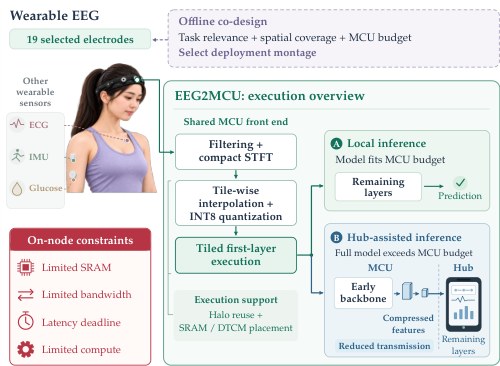 Wearable EEG
19 selected electrodes
Offline co-design
Task relevance + spatial coverage + MCU budget
Select deployment montage
Other
wearable
sensors
ECG
IMU
Glucose
On-node constraints
Limited SRAM
Limited bandwidth
Latency deadline
Limited compute
EEG2MCU: execution overview
Shared MCU front end
Filtering +
compact STFT
Tile-wise
interpolation +
INT8 quantization
Tiled first-layer
execution
Execution support
Halo reuse +
SRAM / DTCM placement
A Local inference
Model fits MCU budget
Remaining
layers
Prediction
B Hub-assisted inference
Full model exceeds MCU budget
MCU
Hub
Early
backbone
Compressed
features
Reduced transmission
Remaining
layers